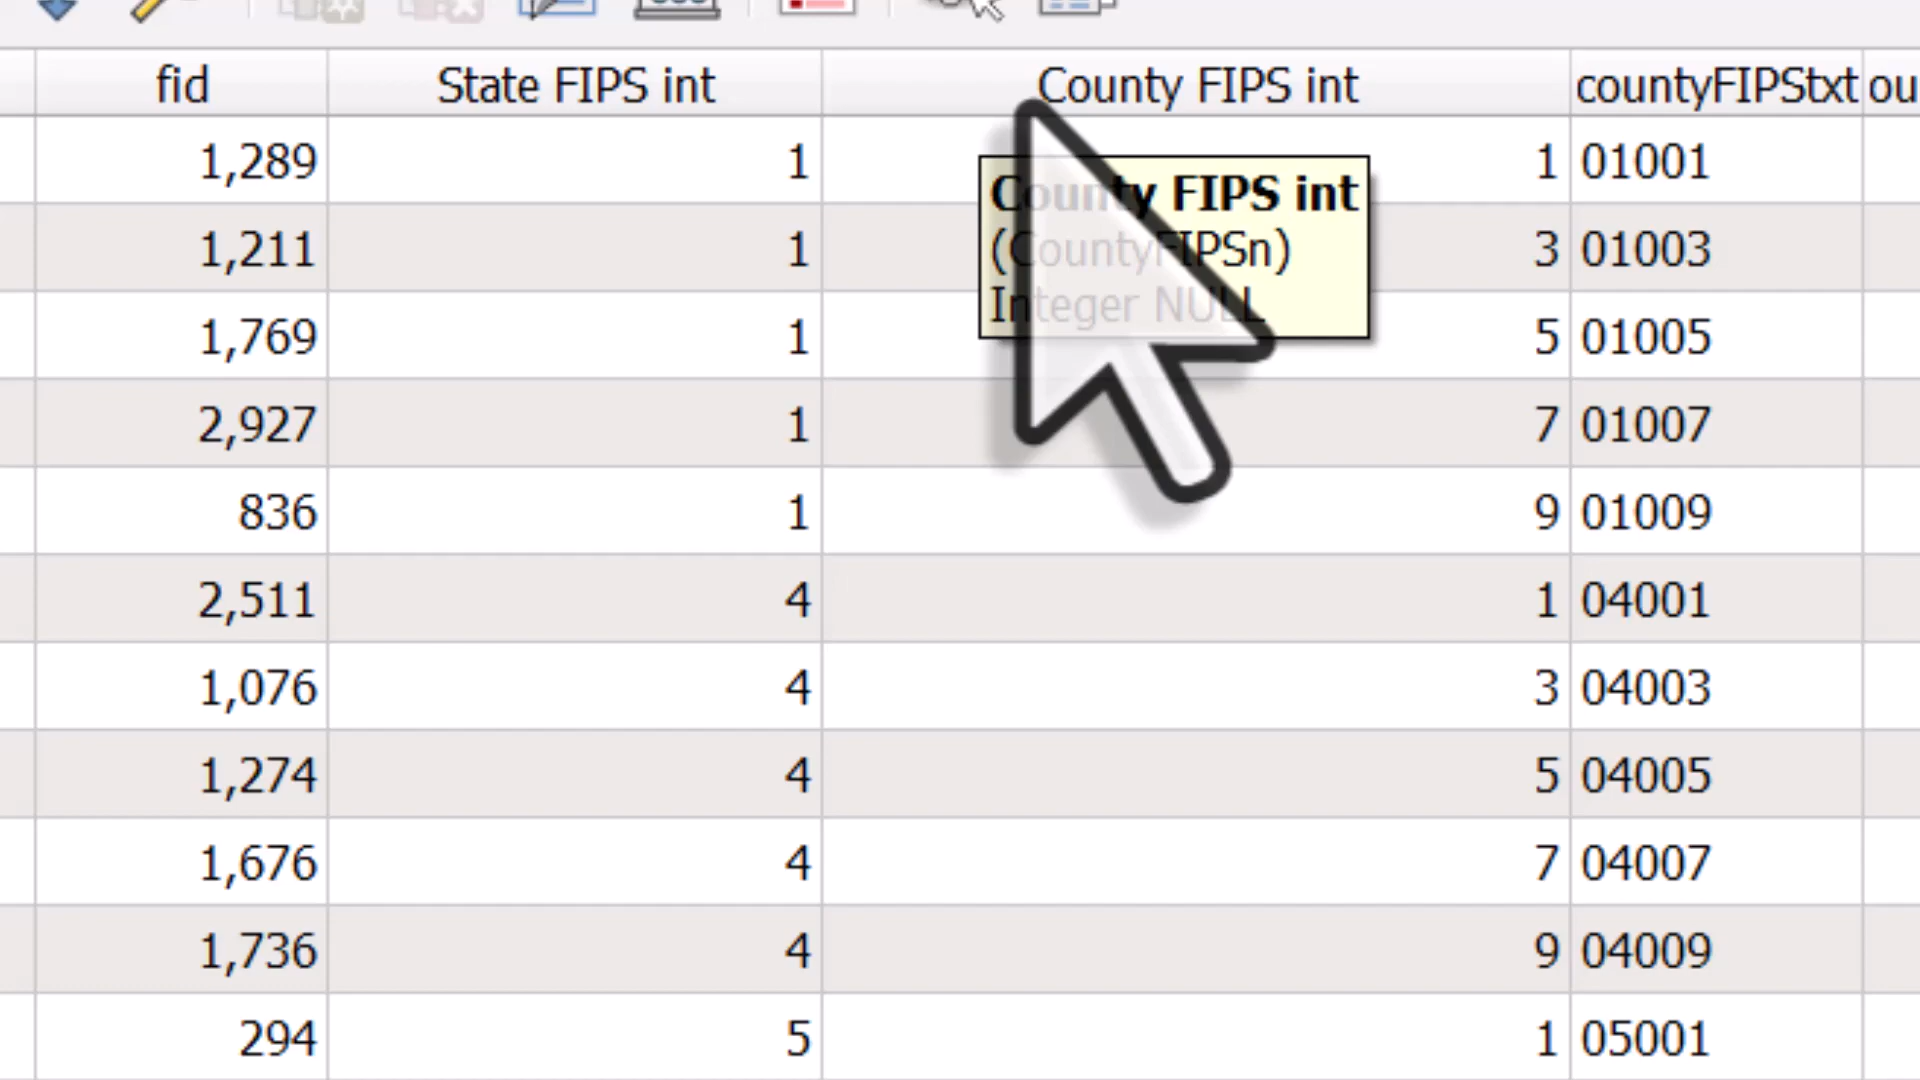 fid State FIPS int County FIPS int countyFIPStxt ou
1,289 1 1 01001
County FIPS int
(CountyFIPSn)
Integer NULL
1,211 1 3 01003
1,769 1 5 01005
2,927 1 7 01007
836 1 9 01009
2,511 4 1 04001
1,076 4 3 04003
1,274 4 5 04005
1,676 4 7 04007
1,736 4 9 04009
294 5 1 05001